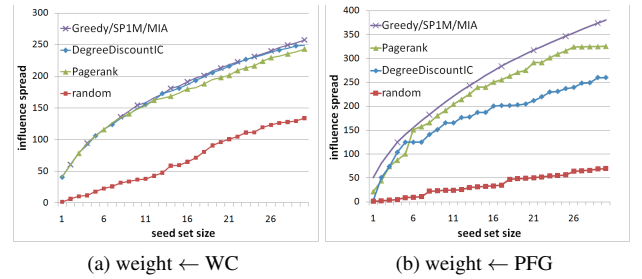 Greedy/SP1M/MIA
DegreeDiscountIC
Pagerank
random
influence spread
300
250
200
150
100
50
0
1 6 11 16 21 26
seed set size
(a) weight ← WC
Greedy/SP1M/MIA
Pagerank
DegreeDiscountIC
random
influence spread
400
350
300
250
200
150
100
50
0
1 6 11 16 21 26
seed set size
(b) weight ← PFG